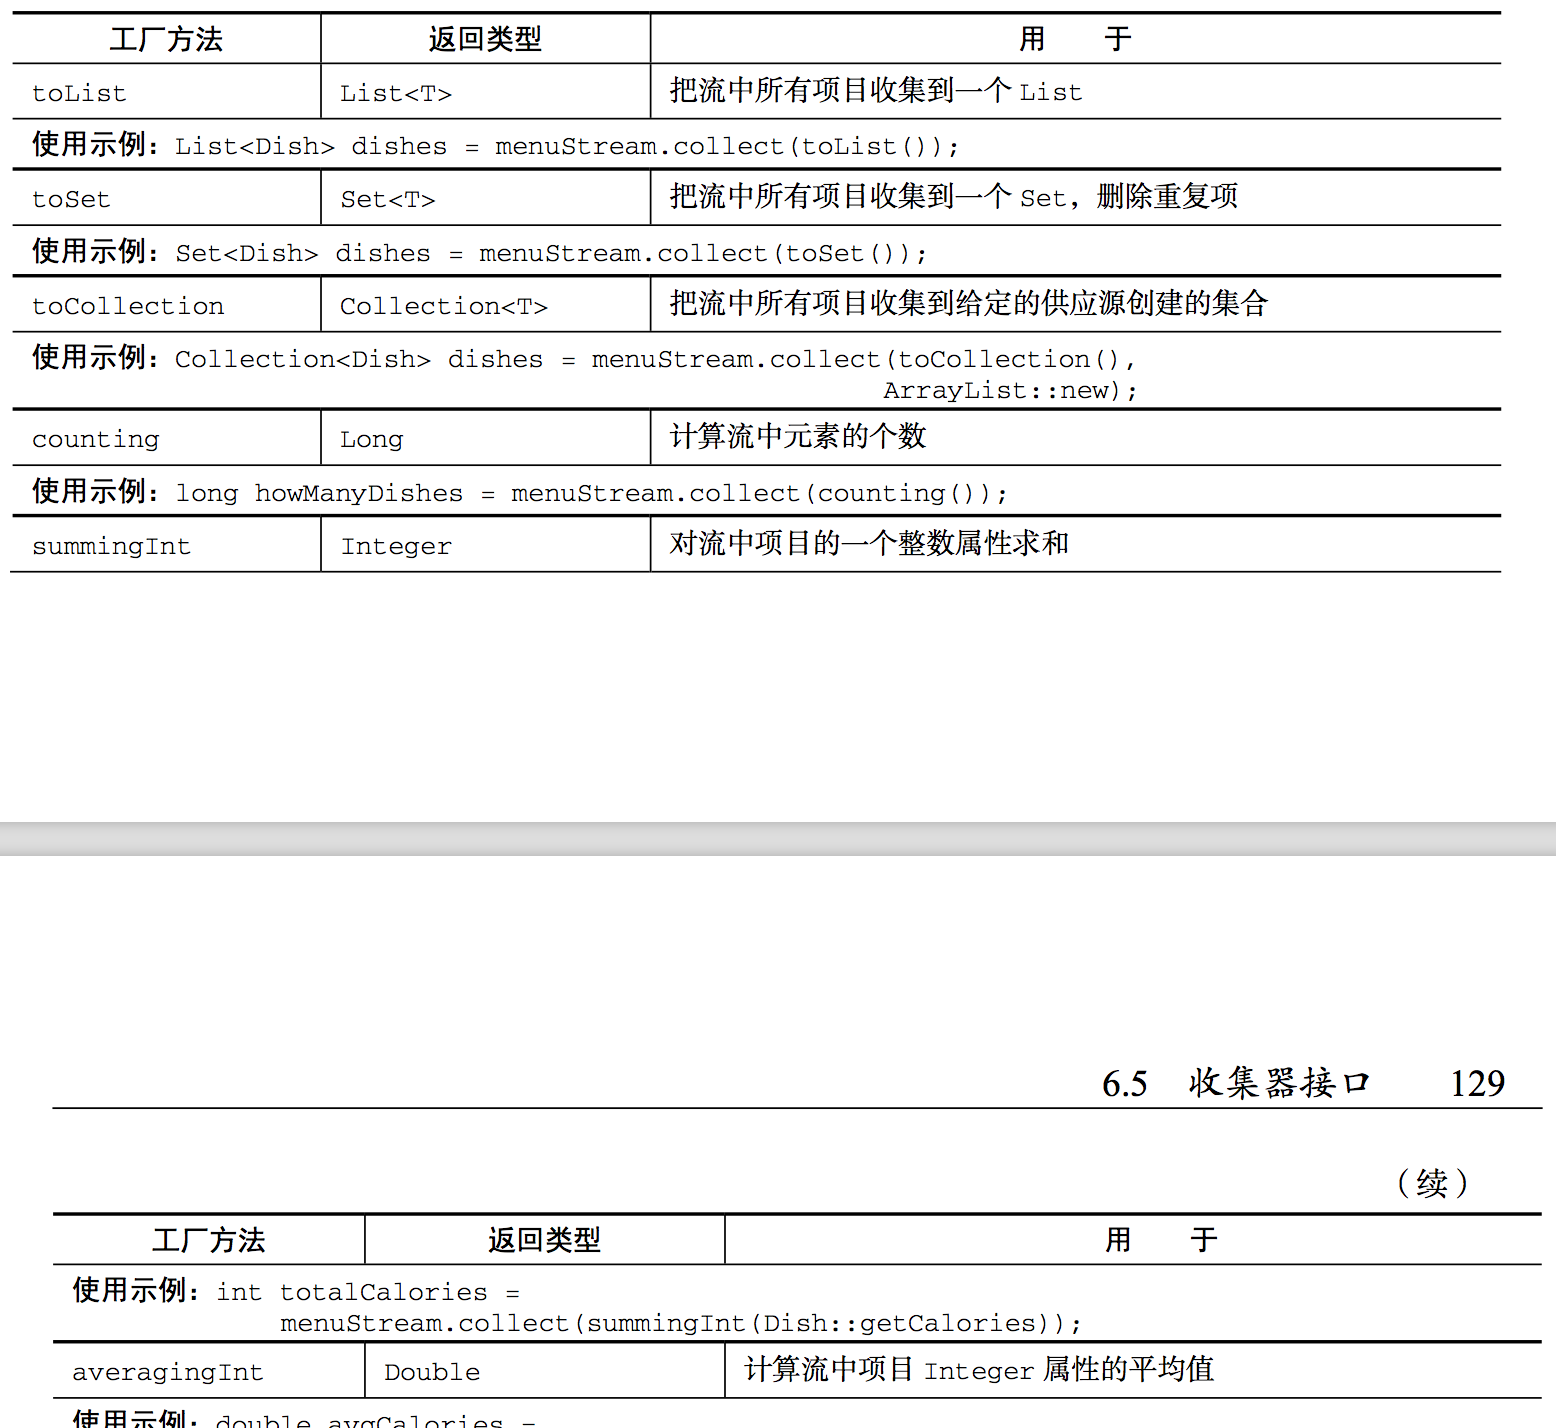 工厂方法 返回类型 用 于
toList List<T> 把流中所有项目收集到一个 List
使用示例：List<Dish> dishes = menuStream.collect(toList());
toSet Set<T> 把流中所有项目收集到一个 Set，删除重复项
使用示例：Set<Dish> dishes = menuStream.collect(toSet());
toCollection Collection<T> 把流中所有项目收集到给定的供应源创建的集合
使用示例：Collection<Dish> dishes = menuStream.collect(toCollection(),
ArrayList::new);
counting Long 计算流中元素的个数
使用示例：long howManyDishes = menuStream.collect(counting());
summingInt Integer 对流中项目的一个整数属性求和
6.5 收集器接口 129
（续）
工厂方法 返回类型 用 于
使用示例：int totalCalories =
menuStream.collect(summingInt(Dish::getCalories));
averagingInt Double 计算流中项目 Integer 属性的平均值
使用示例：double avgCalories =